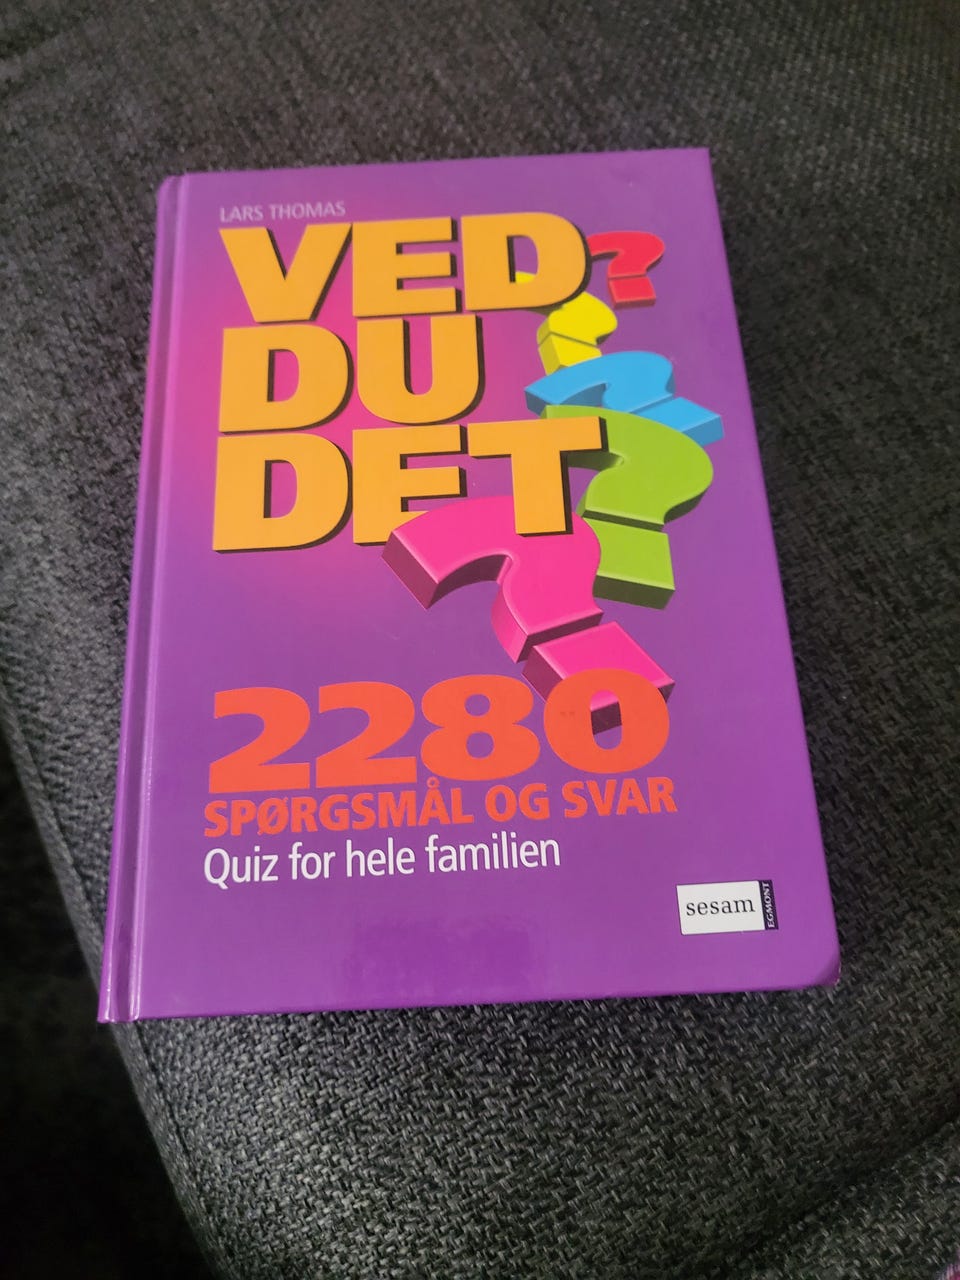 LARS THOMAS
VED
DU
DET
2280
SPØRGSMÅL OG SVAR
Quiz for hele familien
sesam
EGMONT